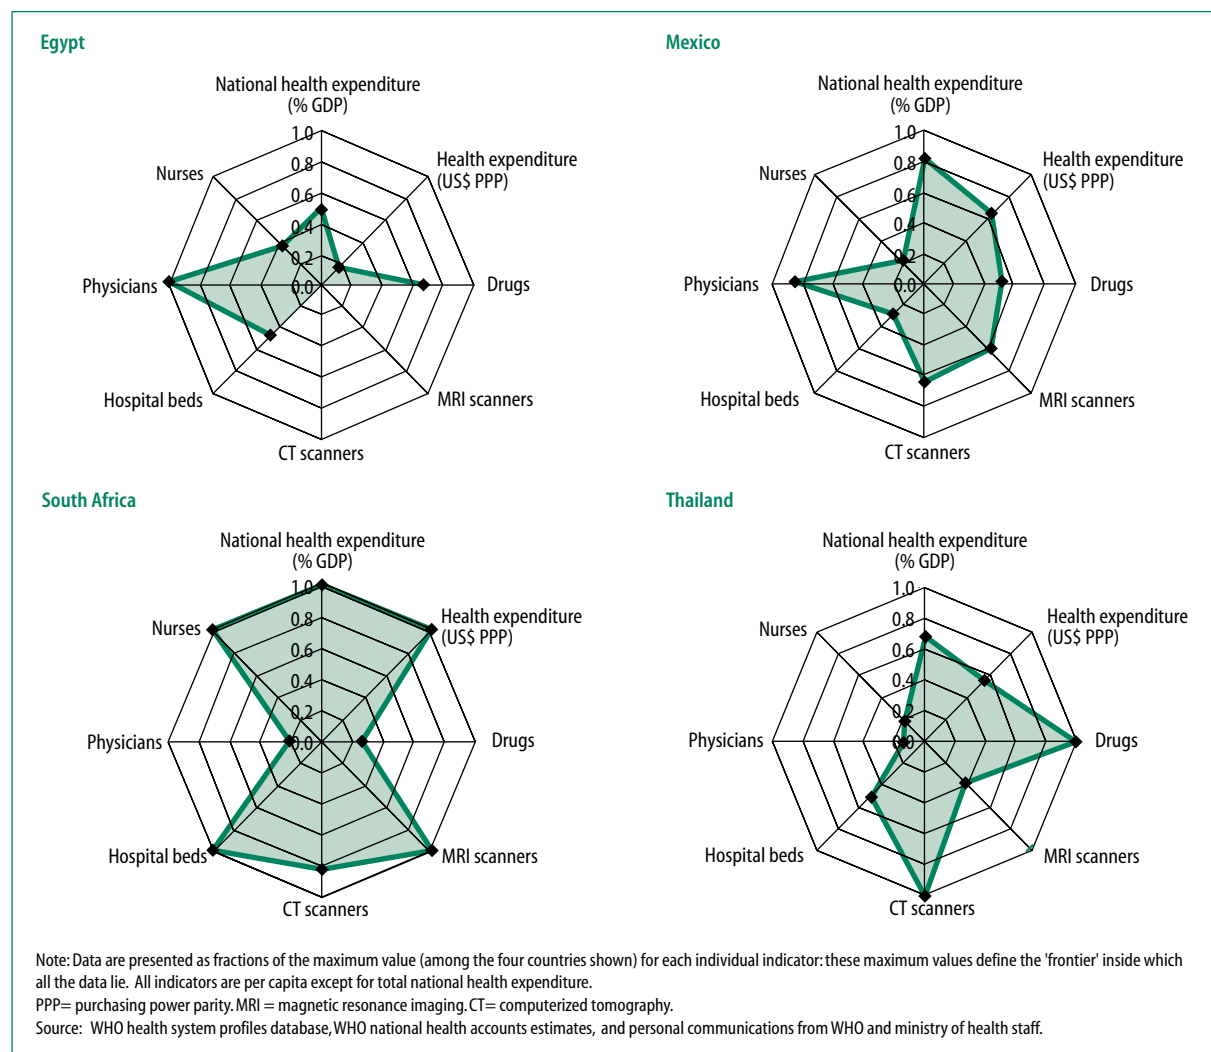 Egypt
National health expenditure
(% GDP)
1.0
0.8
0.6
0.4
0.2
0.0
Health expenditure
(US$ PPP)
Drugs
MRI scanners
CT scanners
Hospital beds
Physicians
Nurses
Mexico
National health expenditure
(% GDP)
1.0
0.8
0.6
0.4
0.2
0.0
Health expenditure
(US$ PPP)
Drugs
MRI scanners
CT scanners
Hospital beds
Physicians
Nurses
South Africa
National health expenditure
(% GDP)
1.0
0.8
0.6
0.4
0.2
0.0
Health expenditure
(US$ PPP)
Drugs
MRI scanners
CT scanners
Hospital beds
Physicians
Nurses
Thailand
National health expenditure
(% GDP)
1.0
0.8
0.6
0.4
0.2
0.0
Health expenditure
(US$ PPP)
Drugs
MRI scanners
CT scanners
Hospital beds
Physicians
Nurses
Note: Data are presented as fractions of the maximum value (among the four countries shown) for each individual indicator: these maximum values define the 'frontier' inside which
all the data lie. All indicators are per capita except for total national health expenditure.
PPP= purchasing power parity. MRI = magnetic resonance imaging. CT= computerized tomography.
Source: WHO health system profiles database, WHO national health accounts estimates, and personal communications from WHO and ministry of health staff.